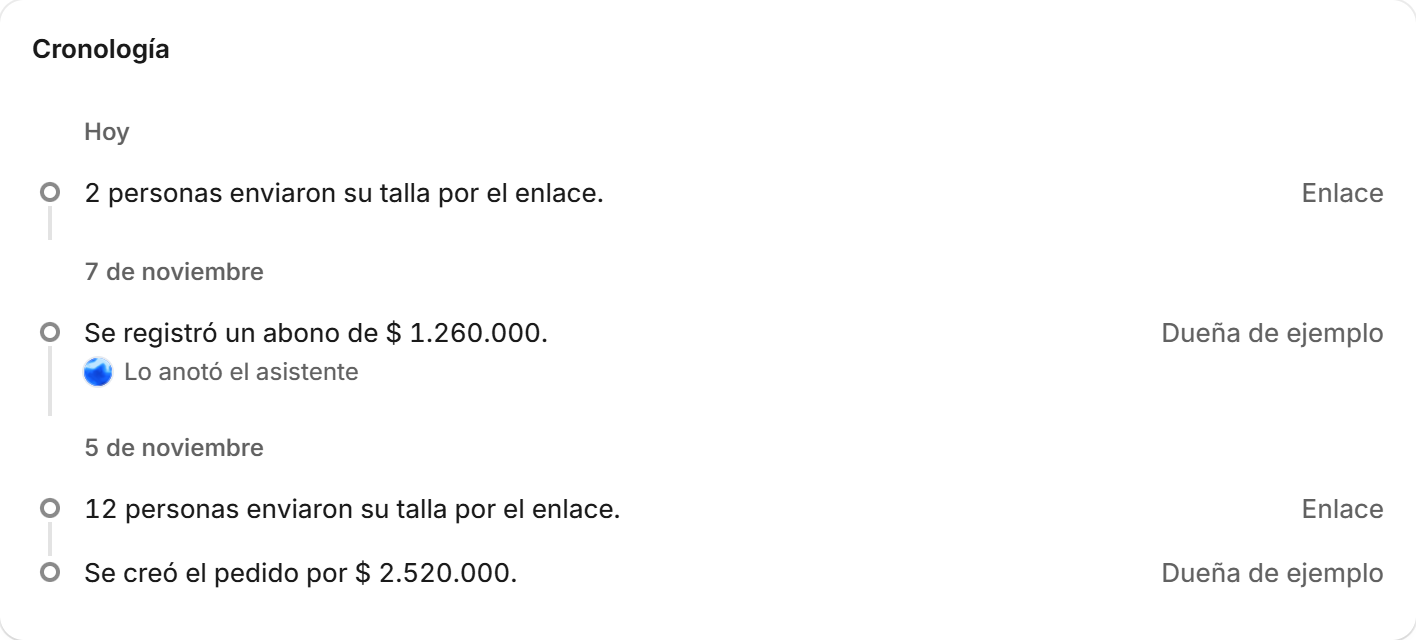 Cronología
Hoy
2 personas enviaron su talla por el enlace.
Enlace
7 de noviembre
Se registró un abono de $ 1.260.000.
Dueña de ejemplo
Lo anotó el asistente
5 de noviembre
12 personas enviaron su talla por el enlace.
Enlace
Se creó el pedido por $ 2.520.000.
Dueña de ejemplo